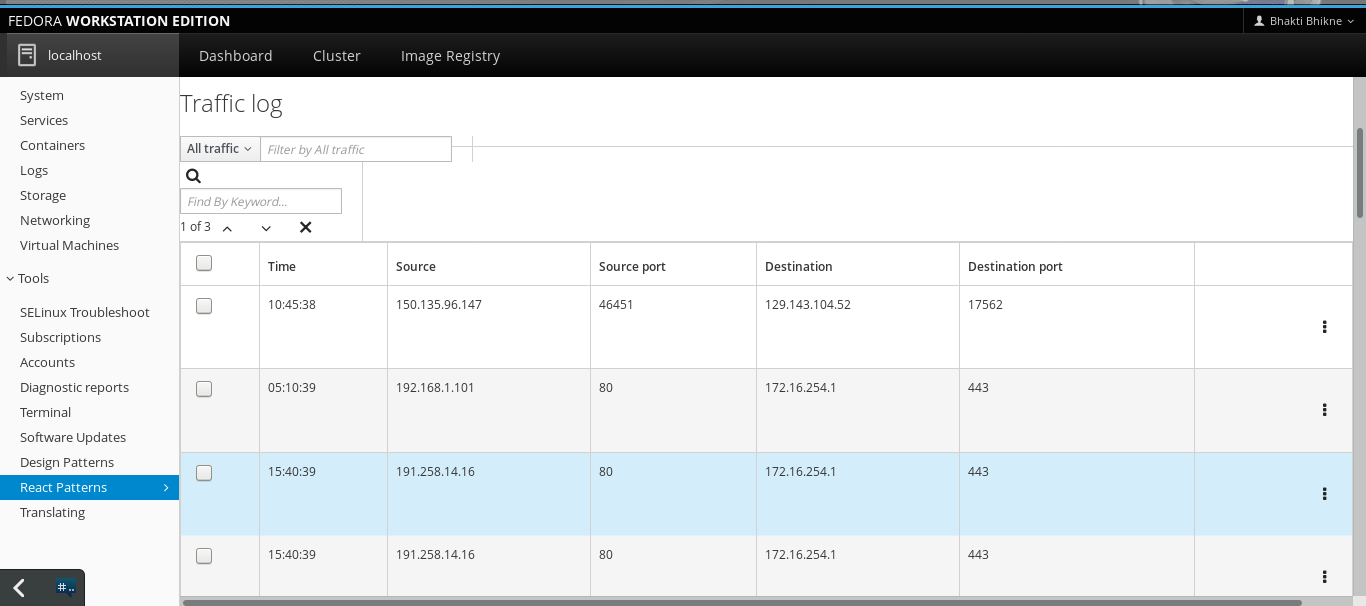 FEDORA WORKSTATION EDITION
Bhakti Bhikne
localhost
Dashboard Cluster Image Registry
System
Services
Containers
Logs
Storage
Networking
Virtual Machines
Tools
SELinux Troubleshoot
Subscriptions
Accounts
Diagnostic reports
Terminal
Software Updates
Design Patterns
React Patterns
Translating
#..
Traffic log
All traffic Filter by All traffic
Find By Keyword...
1 of 3
Time Source Source port Destination Destination port
10:45:38 150.135.96.147 46451 129.143.104.52 17562
05:10:39 192.168.1.101 80 172.16.254.1 443
15:40:39 191.258.14.16 80 172.16.254.1 443
15:40:39 191.258.14.16 80 172.16.254.1 443